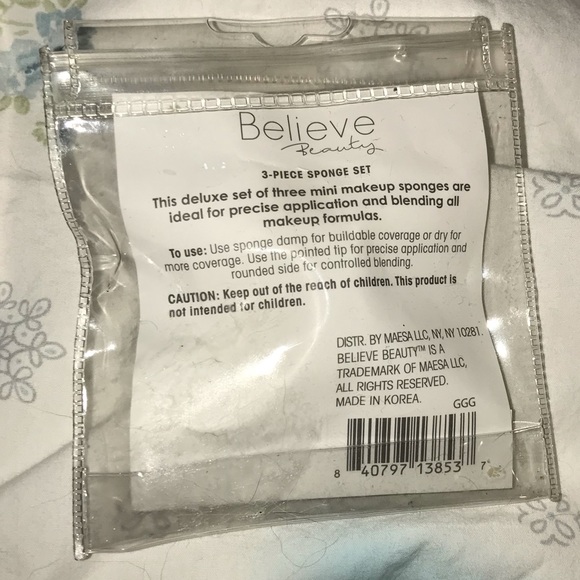 Believe
Beauty
3-PIECE SPONGE SET
This deluxe set of three mini makeup sponges are
ideal for precise application and blending all
makeup formulas.
To use: Use sponge damp for buildable coverage or dry for
more coverage. Use the pointed tip for precise application and
rounded side for controlled blending.
CAUTION: Keep out of the reach of children. This product is
not intended for children.
DISTR. BY MAESA LLC, NY, NY 10281.
BELIEVE BEAUTY™ IS A
TRADEMARK OF MAESA LLC,
ALL RIGHTS RESERVED.
MADE IN KOREA.
GGG
8 40797 13853 7